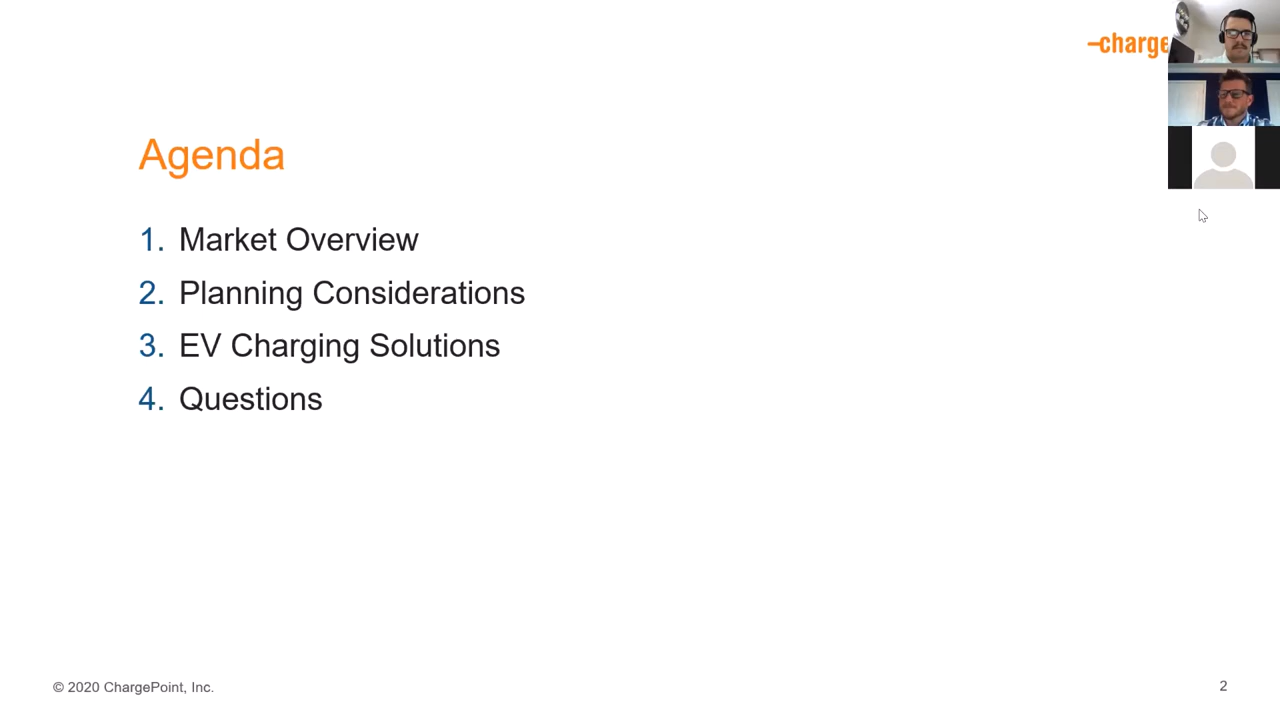 -charge
Agenda
1. Market Overview
2. Planning Considerations
3. EV Charging Solutions
4. Questions
© 2020 ChargePoint, Inc.
2